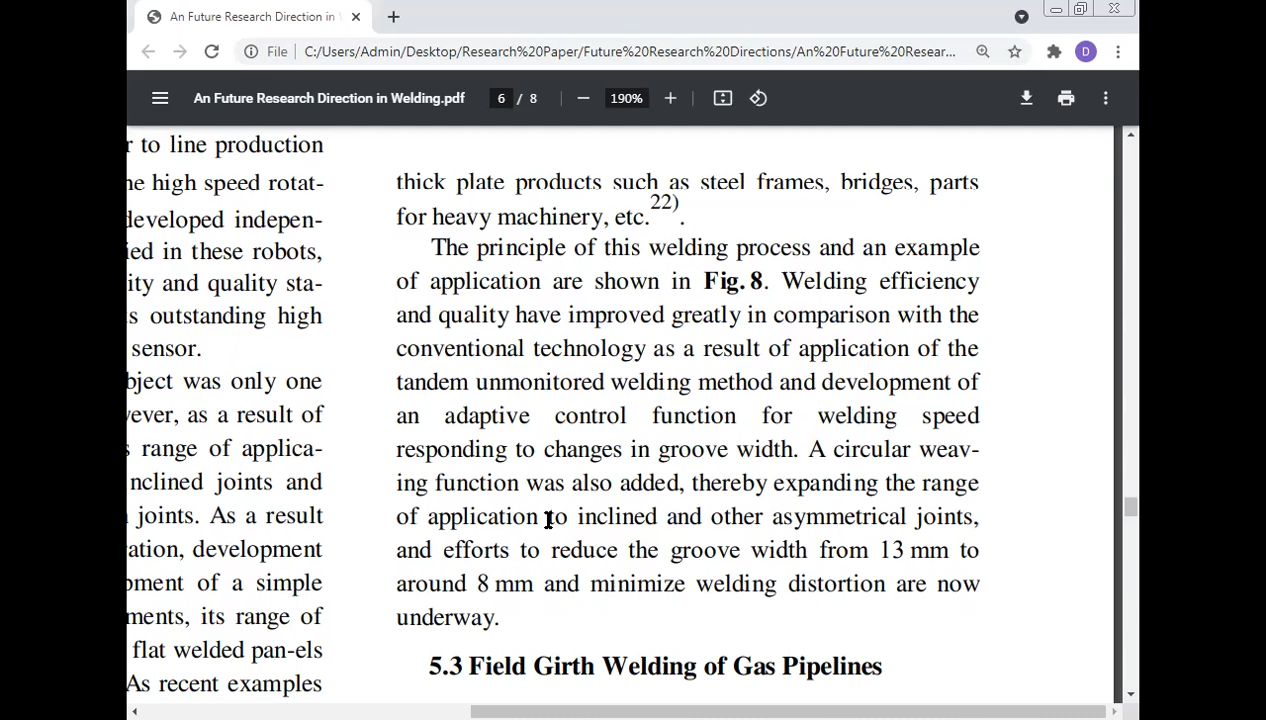 An Future Research Direction in
File
C:/Users/Admin/Desktop/Research%20Paper/Future%20Research%20Directions/An%20Future%20Resear...
D
An Future Research Direction in Welding.pdf
6 / 8
190%
r to line production
ne high speed rotat-
developed indepen-
ied in these robots,
ity and quality sta-
s outstanding high
sensor.
bject was only one
vever, as a result of
s range of applica-
nclined joints and
joints. As a result
ration, development
pment of a simple
ments, its range of
flat welded pan-els
As recent examples
thick plate products such as steel frames, bridges, parts
for heavy machinery, etc.22).
The principle of this welding process and an example
of application are shown in Fig. 8. Welding efficiency
and quality have improved greatly in comparison with the
conventional technology as a result of application of the
tandem unmonitored welding method and development of
an adaptive control function for welding speed
responding to changes in groove width. A circular weav-
ing function was also added, thereby expanding the range
of application to inclined and other asymmetrical joints,
and efforts to reduce the groove width from 13 mm to
around 8 mm and minimize welding distortion are now
underway.
5.3 Field Girth Welding of Gas Pipelines